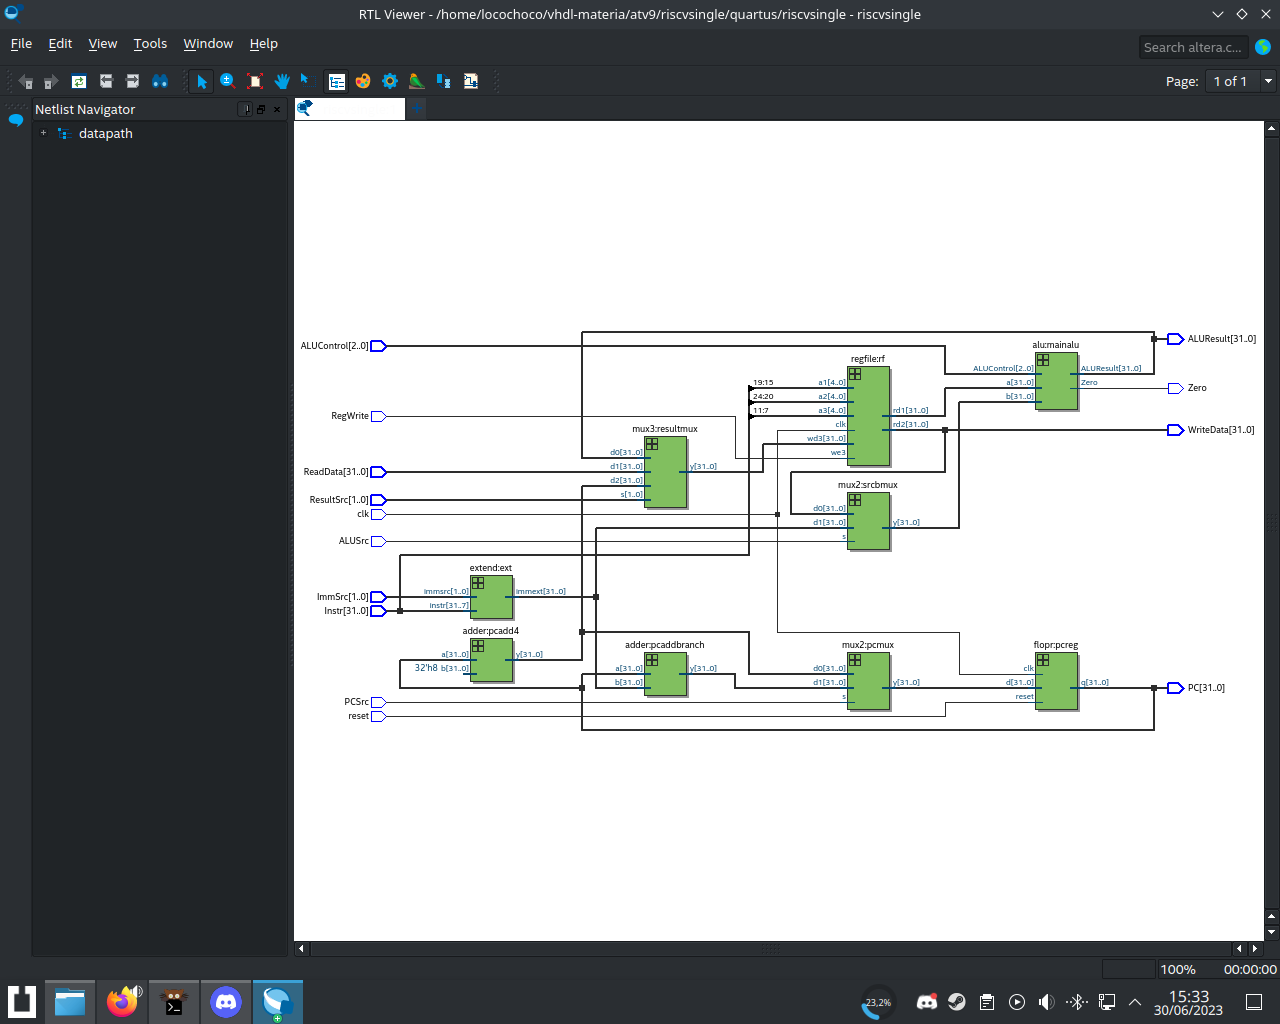 RTL Viewer - /home/locochoco/vhdl-materia/atv9/riscvsingle/quartus/riscvsingle - riscvsingle
File Edit View Tools Window Help
Search altera.c...
Page: 1 of 1
Netlist Navigator
datapath
ALUControl[2..0]
RegWrite
ReadData[31..0]
ResultSrc[1..0]
clk
ALUSrc
ImmSrc[1..0]
Instr[31..0]
PCSrc
reset
extend:ext
immsrc[1..0]
instr[31..7]
immext[31..0]
adder:pcadd4
a[31..0]
32'h8 b[31..0]
y[31..0]
mux3:resultmux
d0[31..0]
d1[31..0]
d2[31..0]
s[1..0]
y[31..0]
adder:pcaddbranch
a[31..0]
b[31..0]
y[31..0]
regfile:rf
19:15
24:20
11:7
a1[4..0]
a2[4..0]
a3[4..0]
clk
wd3[31..0]
we3
rd1[31..0]
rd2[31..0]
mux2:srcbmux
d0[31..0]
d1[31..0]
s
y[31..0]
mux2:pcmux
d0[31..0]
d1[31..0]
s
y[31..0]
alu:mainalu
ALUControl[2..0]
a[31..0]
b[31..0]
ALUResult[31..0]
Zero
flopr:pcreg
clk
d[31..0]
reset
q[31..0]
ALUResult[31..0]
Zero
WriteData[31..0]
PC[31..0]
100% 00:00:00
23,2%
15:33
30/06/2023